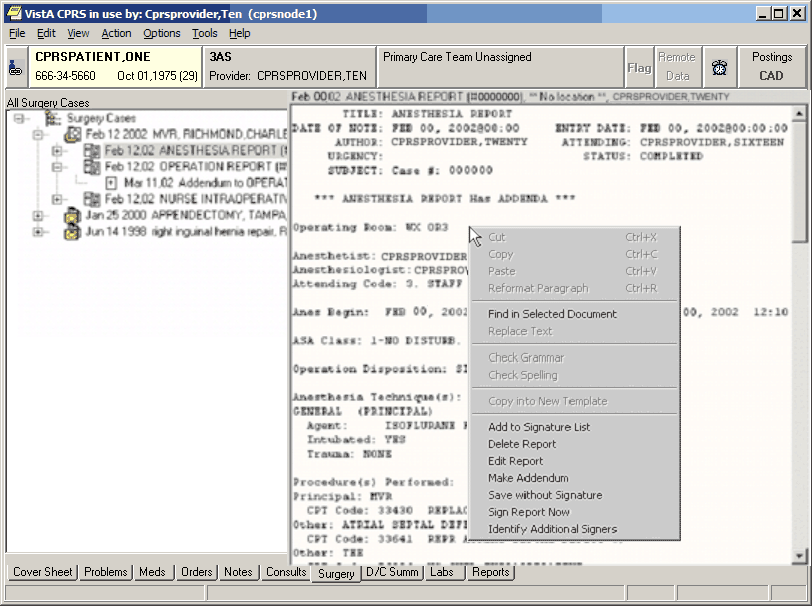 VistA CPRS in use by: Cprsprovider,Ten (cprsnode1)
File Edit View Action Options Tools Help
CPRSPATIENT,ONE
666-34-5660 Oct 01,1975 (29)
3AS
Provider: CPRSPROVIDER,TEN
Primary Care Team Unassigned
Flag
Remote
Data
Postings
CAD
All Surgery Cases
Surgery Cases
Feb 12 2002 MVR, RICHMOND,CHARLE
Feb 12,02 ANESTHESIA REPORT (
Feb 12,02 OPERATION REPORT (#
Mar 11,02 Addendum to OPERAT
Feb 12,02 NURSE INTRAOPERATIV
Jan 25 2000 APPENDECTOMY, TAMPA,
Jun 14 1998 right inguinal hernia repair, R
Feb 00,02 ANESTHESIA REPORT (#0000000), ** No location **, CPRSPROVIDER,TWENTY
TITLE: ANESTHESIA REPORT
DATE OF NOTE: FEB 00, 2002@00:00 ENTRY DATE: FEB 00, 2002@00:00:00
AUTHOR: CPRSPROVIDER,TWENTY ATTENDING: CPRSPROVIDER,SIXTEEN
URGENCY: STATUS: COMPLETED
SUBJECT: Case #: 000000
*** ANESTHESIA REPORT Has ADDENDA ***
Operating Room: WX OR3
Anesthetist: CPRSPROVIDER
Anesthesiologist: CPRSPROV
Attending Code: 3. STAFF
Anes Begin: FEB 00, 2002 00, 2002 12:10
ASA Class: 1-NO DISTURB.
Operation Disposition: SI
Anesthesia Technique(s):
GENERAL (PRINCIPAL)
Agent: ISOFLURANE
Intubated: YES
Trauma: NONE
Procedure(s) Performed:
Principal: MVR
CPT Code: 33430 REPLAC
Other: ATRIAL SEPTAL DEF
CPT Code: 33641 REPR
Other: TEE
Cut Ctrl+X
Copy Ctrl+C
Paste Ctrl+V
Reformat Paragraph Ctrl+R
Find in Selected Document
Replace Text
Check Grammar
Check Spelling
Copy into New Template
Add to Signature List
Delete Report
Edit Report
Make Addendum
Save without Signature
Sign Report Now
Identify Additional Signers
Cover Sheet Problems Meds Orders Notes Consults Surgery D/C Summ Labs Reports